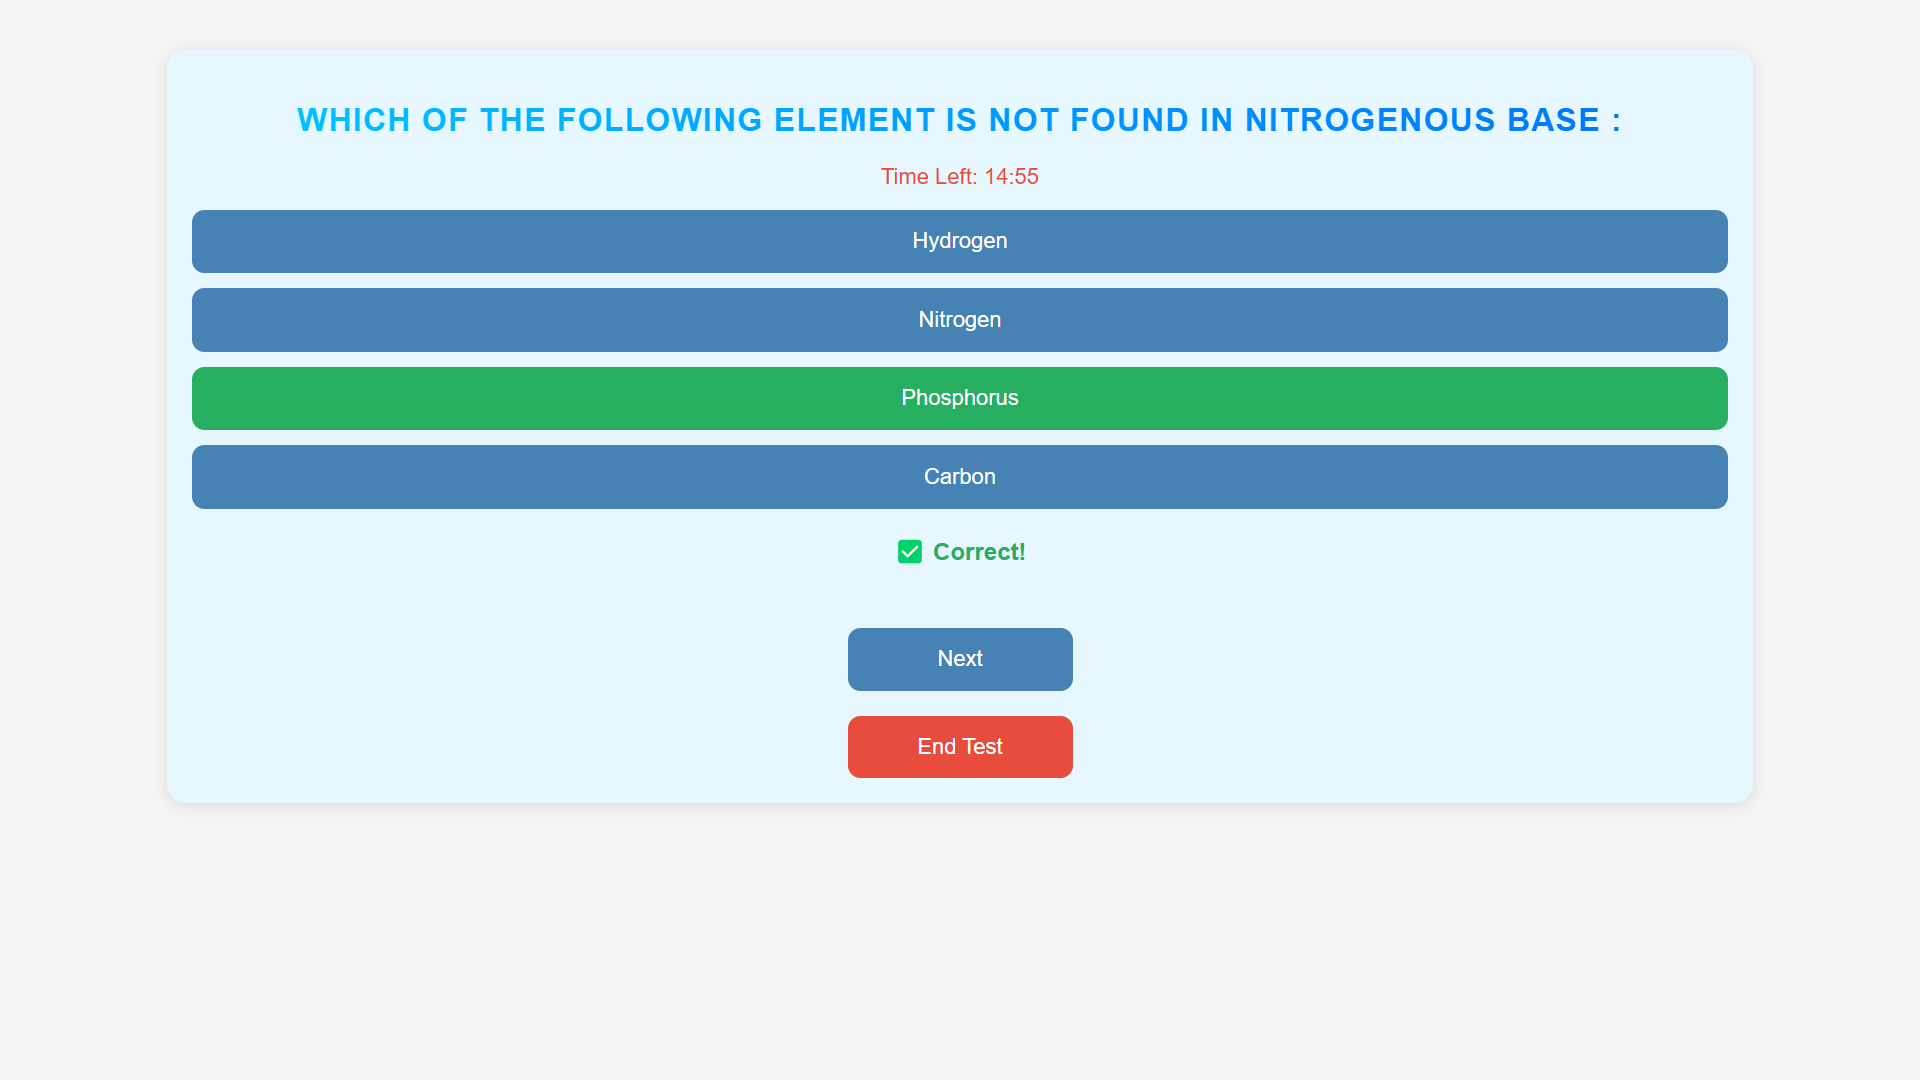 WHICH OF THE FOLLOWING ELEMENT IS NOT FOUND IN NITROGENOUS BASE :
Time Left: 14:55
Hydrogen
Nitrogen
Phosphorus
Carbon
✅ Correct!
Next
End Test